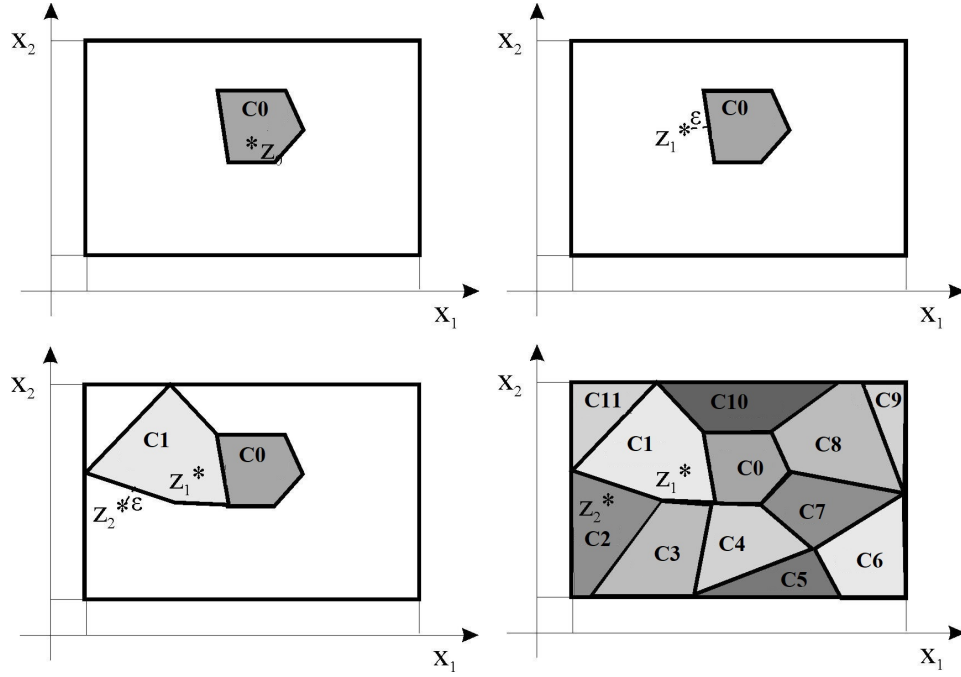 X₂
C0
*Z₀
X₁
X₂
C0
ε
Z₁*
X₁
X₂
C1
C0
Z₁*
Z₂*ε
X₁
X₂
C11
C10
C9
C1
C8
C0
Z₁*
Z₂*
C7
C2
C4
C3
C6
C5
X₁